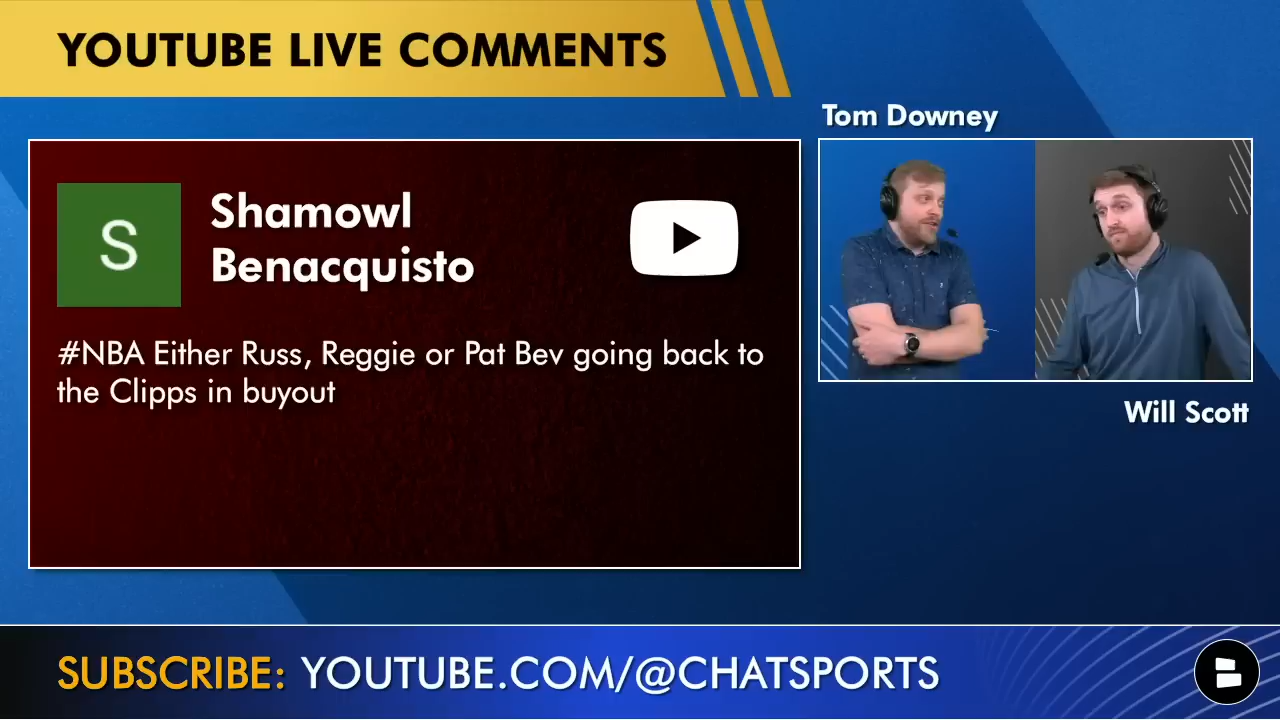 YOUTUBE LIVE COMMENTS
Tom Downey
S
Shamowl
Benacquisto
#NBA Either Russ, Reggie or Pat Bev going back to
the Clipps in buyout
Will Scott
SUBSCRIBE: YOUTUBE.COM/@CHATSPORTS